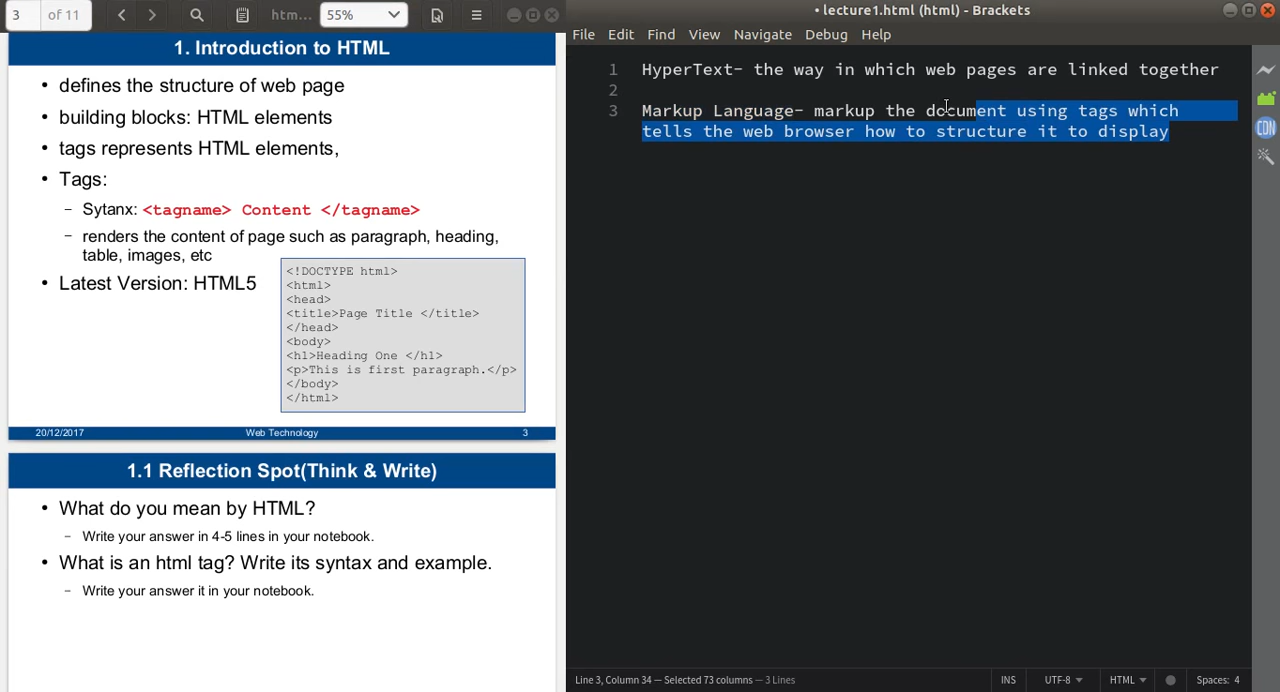 3 of 11 htm... 55%
1. Introduction to HTML
• defines the structure of web page
• building blocks: HTML elements
• tags represents HTML elements,
• Tags:
– Sytanx: <tagname> Content </tagname>
– renders the content of page such as paragraph, heading,
table, images, etc
• Latest Version: HTML5
<!DOCTYPE html>
<html>
<head>
<title>Page Title </title>
</head>
<body>
<h1>Heading One </h1>
<p>This is first paragraph.</p>
</body>
</html>
20/12/2017 Web Technology 3
1.1 Reflection Spot(Think & Write)
• What do you mean by HTML?
– Write your answer in 4-5 lines in your notebook.
• What is an html tag? Write its syntax and example.
– Write your answer it in your notebook.
• lecture1.html (html) - Brackets
File Edit Find View Navigate Debug Help
1 HyperText- the way in which web pages are linked together
2
3 Markup Language- markup the document using tags which
tells the web browser how to structure it to display
CDN
Line 3, Column 34 — Selected 73 columns — 3 Lines INS UTF-8 HTML Spaces: 4